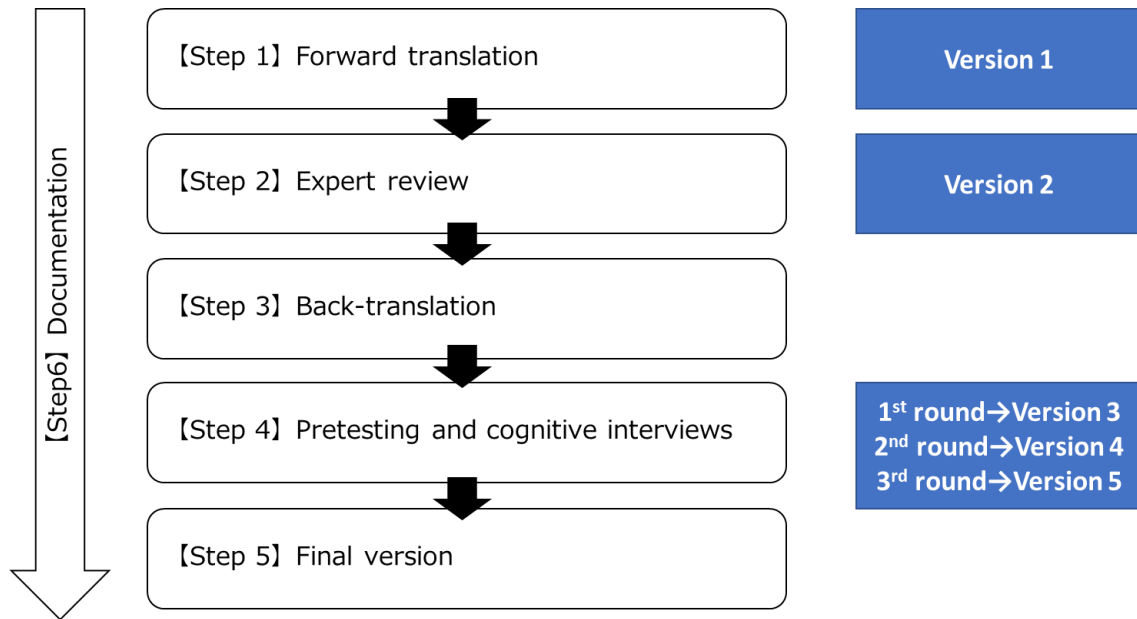 【Step 1】Forward translation
Version 1
【Step 2】Expert review
Version 2
【Step 3】Back-translation
【Step 4】Pretesting and cognitive interviews
1st round→Version 3
2nd round→Version 4
3rd round→Version 5
【Step 5】Final version
【Step6】Documentation